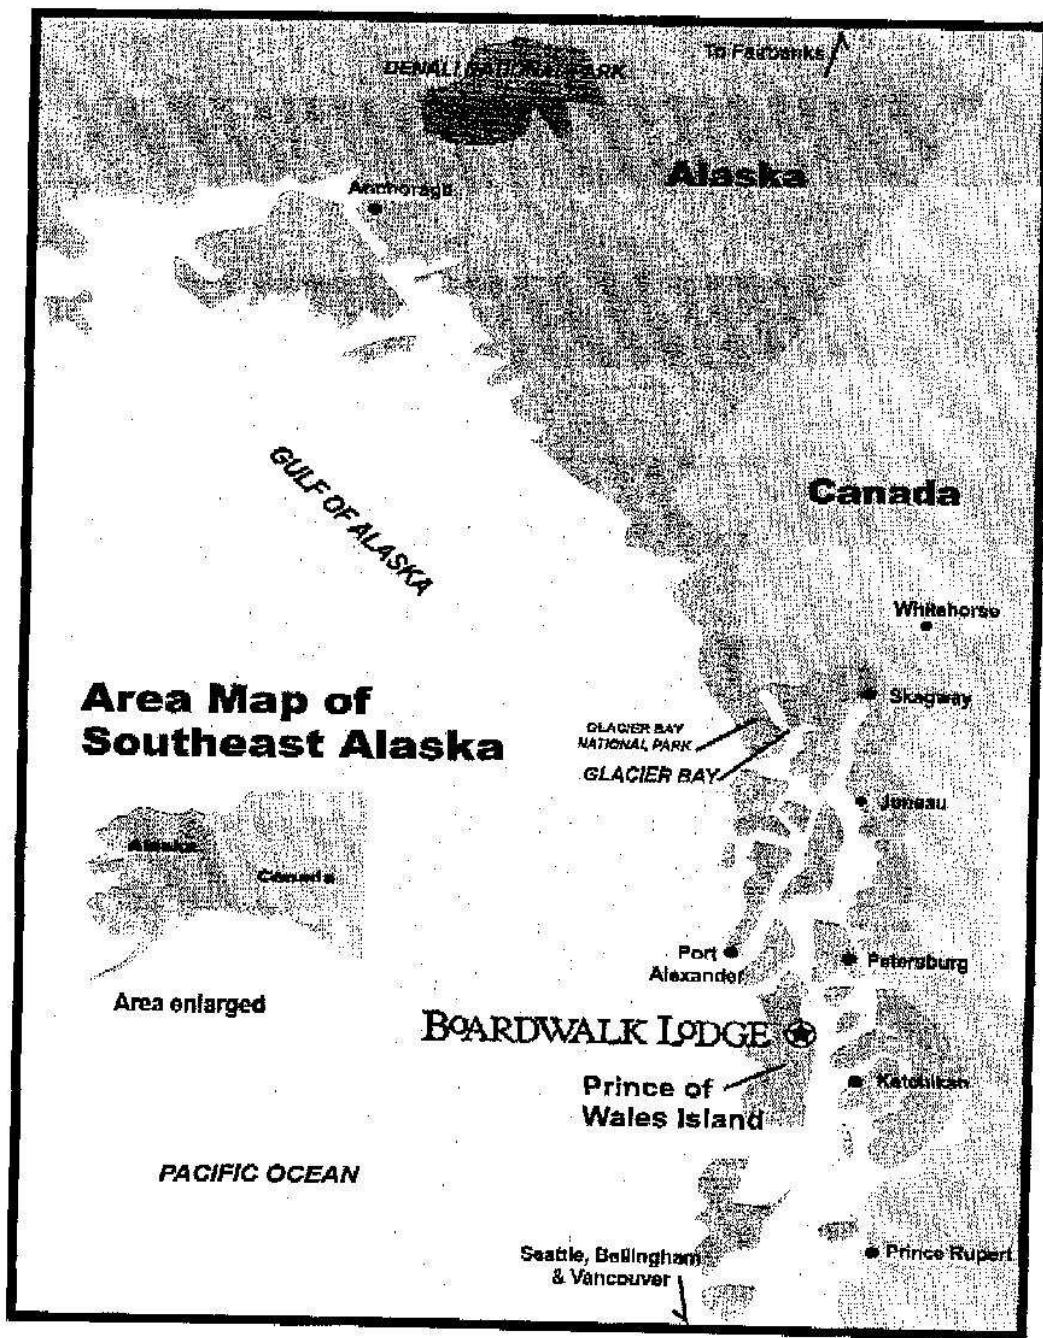 To Fairbanks
DENALI NATIONAL PARK
Alaska
Anchorage
GULF OF ALASKA
Canada
Whitehorse
Area Map of
Southeast Alaska
Skagway
GLACIER BAY
NATIONAL PARK
GLACIER BAY
Juneau
Alaska
Canada
Port
Alexander
Petersburg
Area enlarged
BOARDWALK LODGE
Prince of
Wales Island
Ketchikan
PACIFIC OCEAN
Seattle, Bellingham
& Vancouver
Prince Rupert